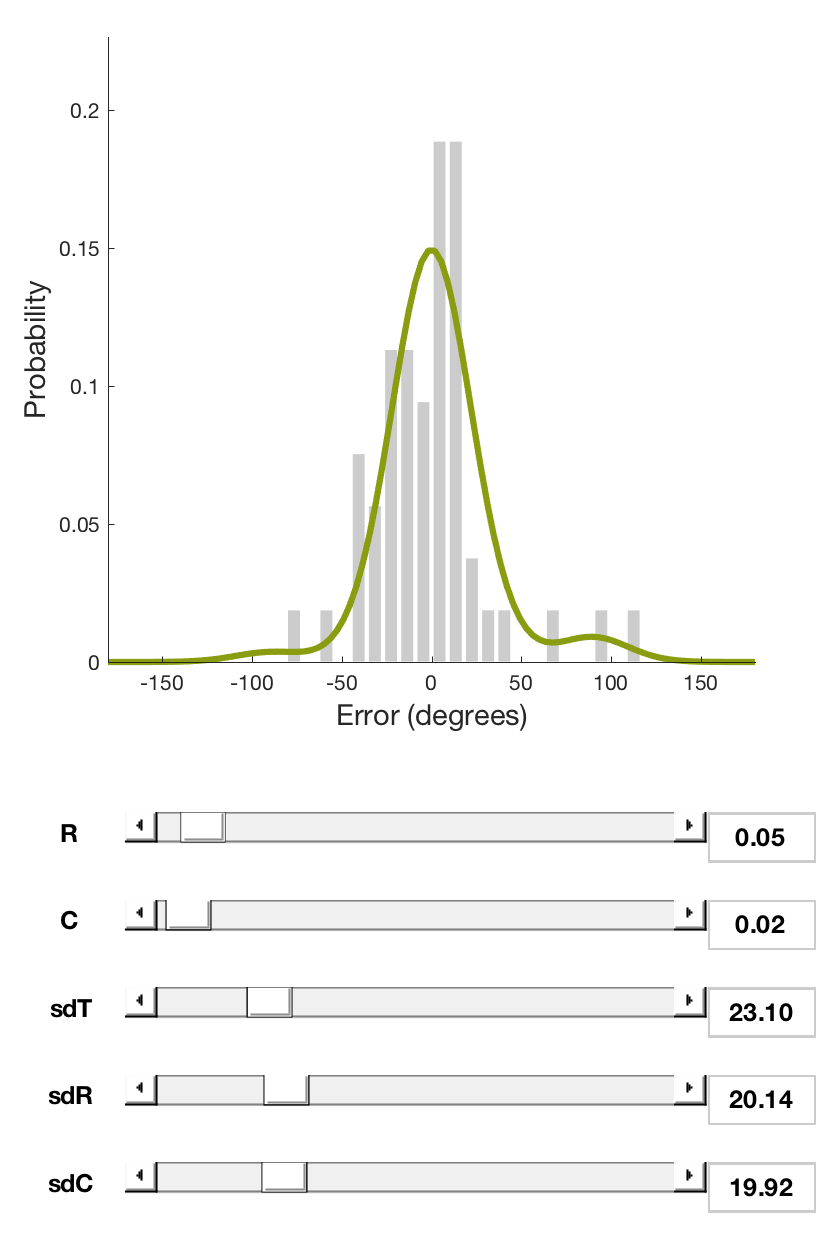 0.2
0.15
0.1
0.05
0
Probability
-150 -100 -50 0 50 100 150
Error (degrees)
R 0.05
C 0.02
sdT 23.10
sdR 20.14
sdC 19.92